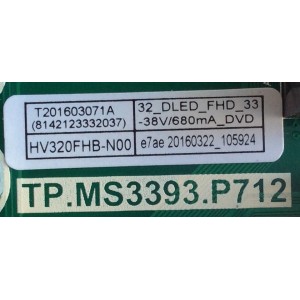 T201603071A
(8142123332037)
32_DLED_FHD_33
-38V/680mA_DVD
HV320FHB-N00
e7ae 20160322_105924
TP.MS3393.P712